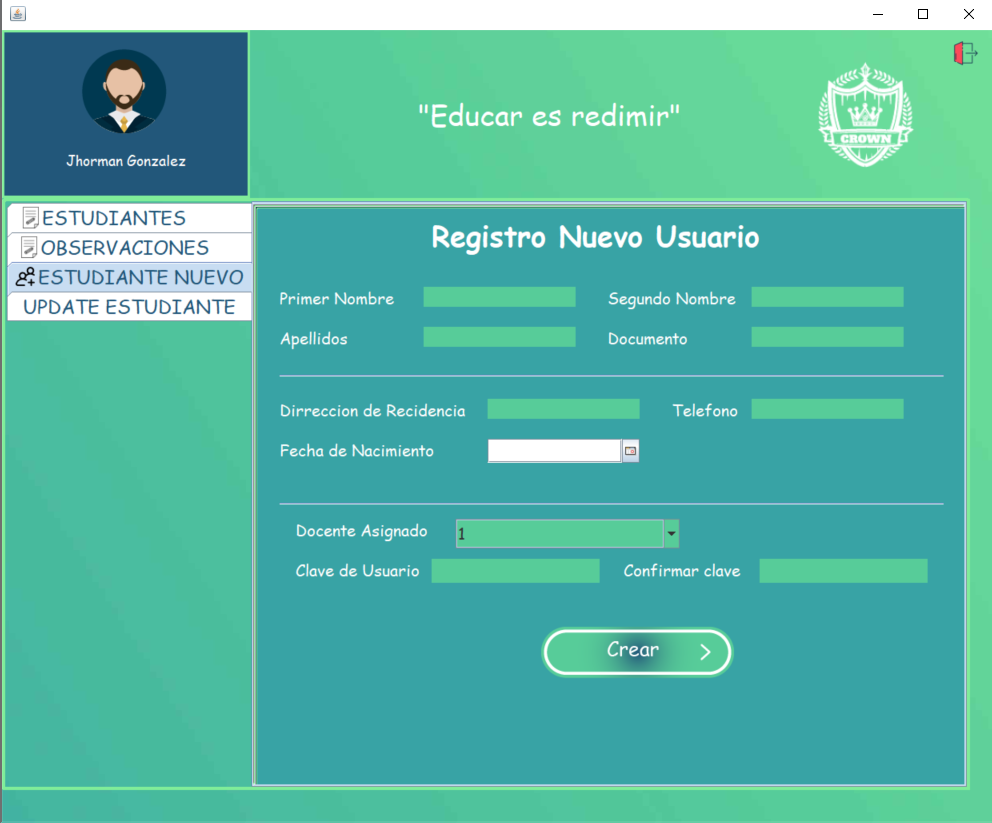 "Educar es redimir"
CROWN
Jhorman Gonzalez
ESTUDIANTES
OBSERVACIONES
ESTUDIANTE NUEVO
UPDATE ESTUDIANTE
Registro Nuevo Usuario
Primer Nombre Segundo Nombre
Apellidos Documento
Dirreccion de Recidencia Telefono
Fecha de Nacimiento
Docente Asignado 1
Clave de Usuario Confirmar clave
Crear